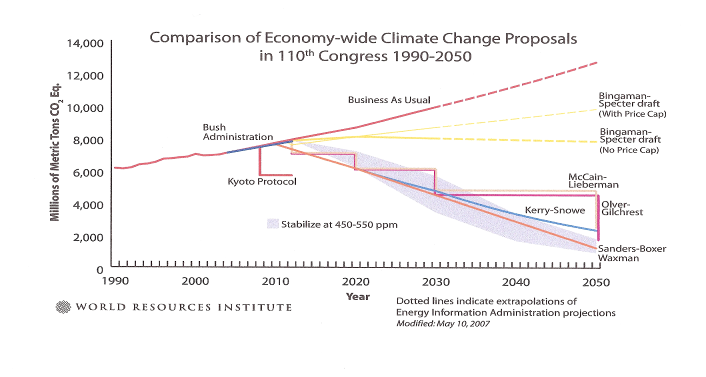 Comparison of Economy-wide Climate Change Proposals
in 110th Congress 1990-2050
Millions of Metric Tons CO2 Eq.
14,000
12,000
10,000
8,000
6,000
4,000
2,000
0
Business As Usual
Bush
Administration
Kyoto Protocol
Stabilize at 450-550 ppm
Bingaman-
Specter draft
(With Price Cap)
Bingaman-
Specter draft
(No Price Cap)
McCain-
Lieberman
Kerry-Snowe
Olver-
Gilchrest
Sanders-Boxer
Waxman
1990
2000
2010
2020
2030
2040
2050
Year
WORLD RESOURCES INSTITUTE
Dotted lines indicate extrapolations of
Energy Information Administration projections
Modified: May 10, 2007